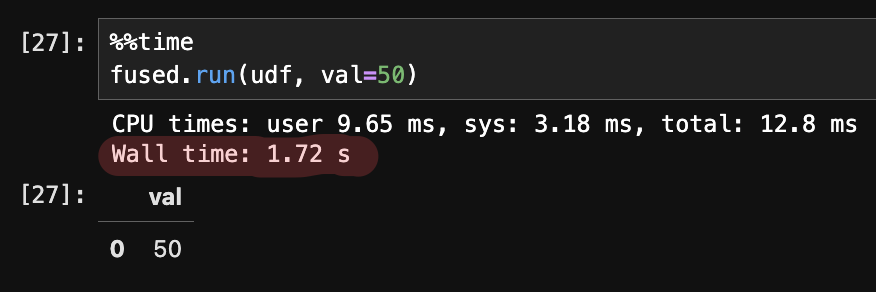 [27]: %%time
fused.run(udf, val=50)
CPU times: user 9.65 ms, sys: 3.18 ms, total: 12.8 ms
Wall time: 1.72 s
[27]: val
0 50